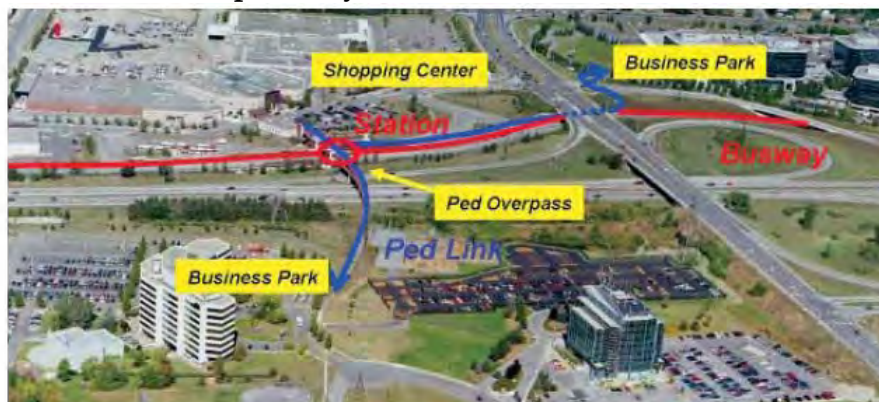 Shopping Center
Business Park
Station
Busway
Ped Overpass
Ped Link
Business Park